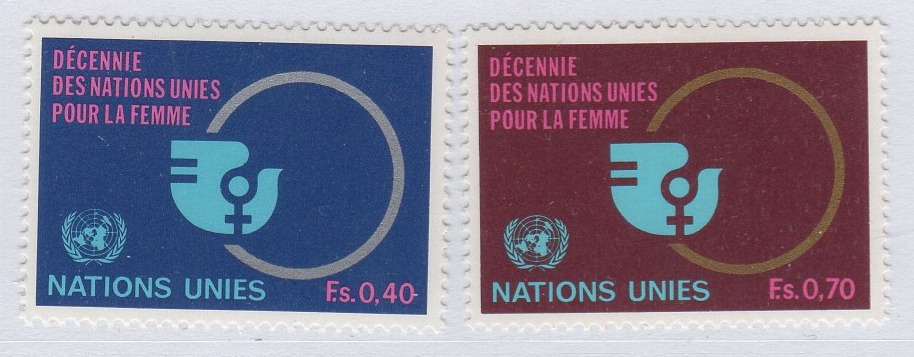 DÉCENNIE
DES NATIONS UNIES
POUR LA FEMME
NATIONS UNIES
F.s. 0,40
DÉCENNIE
DES NATIONS UNIES
POUR LA FEMME
NATIONS UNIES
F.s. 0,70